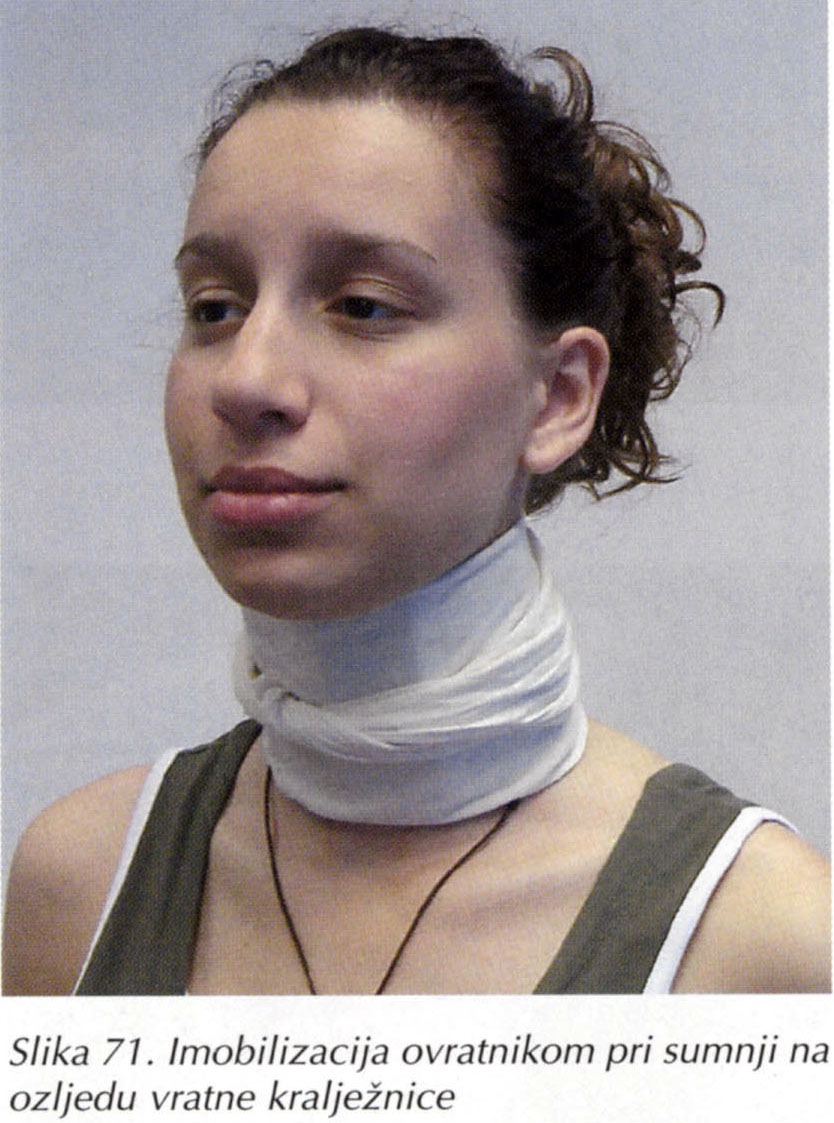 Slika 71. Imobilizacija ovratnikom pri sumnji na
ozljedu vratne kralježnice